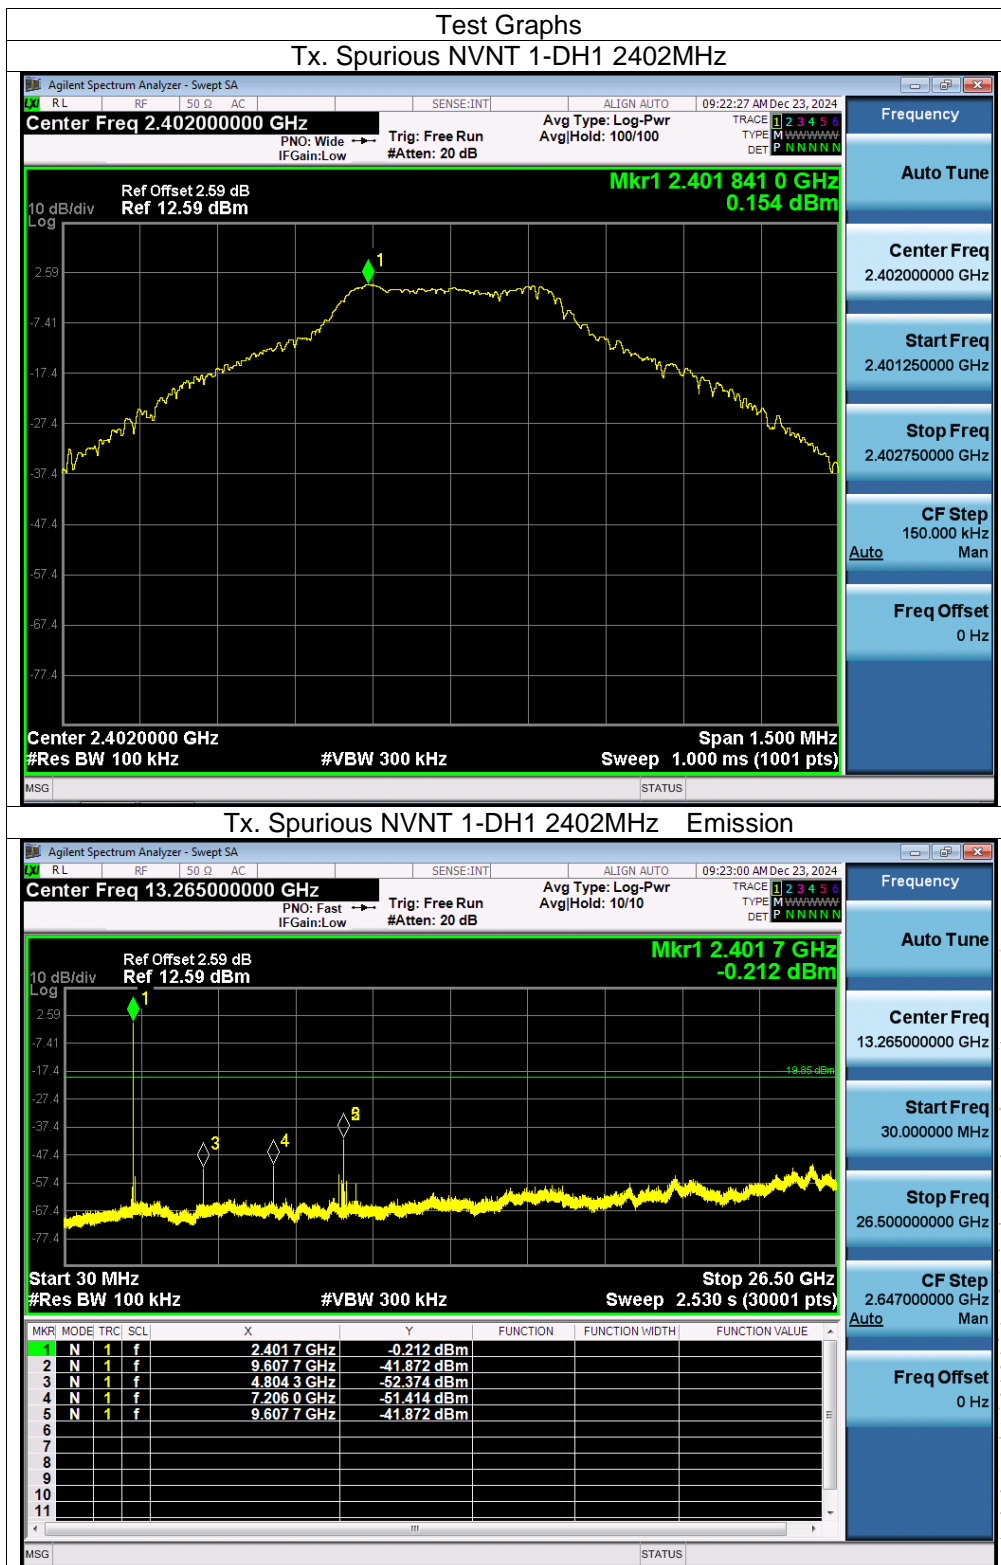 Test Graphs
Tx. Spurious NVNT 1-DH1 2402MHz
Agilent Spectrum Analyzer - Swept SA
LXI RL RF 50 Ω AC SENSE:INT ALIGN AUTO 09:22:27 AM Dec 23, 2024
Center Freq 2.402000000 GHz
PNO: Wide
IFGain:Low
Trig: Free Run
#Atten: 20 dB
Avg Type: Log-Pwr
Avg|Hold: 100/100
TRACE 1 2 3 4 5 6
TYPE M WWWWW
DET P N N N N N
Frequency
Auto Tune
Center Freq
2.402000000 GHz
Start Freq
2.401250000 GHz
Stop Freq
2.402750000 GHz
CF Step
150.000 kHz
Auto Man
Freq Offset
0 Hz
Mkr1 2.401 841 0 GHz
0.154 dBm
Ref Offset 2.59 dB
10 dB/div Ref 12.59 dBm
Log
1
2.59
-7.41
-17.4
-27.4
-37.4
-47.4
-57.4
-67.4
-77.4
Center 2.4020000 GHz Span 1.500 MHz
#Res BW 100 kHz #VBW 300 kHz Sweep 1.000 ms (1001 pts)
MSG STATUS
Tx. Spurious NVNT 1-DH1 2402MHz Emission
Agilent Spectrum Analyzer - Swept SA
LXI RL RF 50 Ω AC SENSE:INT ALIGN AUTO 09:23:00 AM Dec 23, 2024
Center Freq 13.265000000 GHz
PNO: Fast
IFGain:Low
Trig: Free Run
#Atten: 20 dB
Avg Type: Log-Pwr
Avg|Hold: 10/10
TRACE 1 2 3 4 5 6
TYPE M WWWWW
DET P N N N N N
Frequency
Auto Tune
Center Freq
13.265000000 GHz
Start Freq
30.000000 MHz
Stop Freq
26.500000000 GHz
CF Step
2.647000000 GHz
Auto Man
Freq Offset
0 Hz
Mkr1 2.401 7 GHz
-0.212 dBm
Ref Offset 2.59 dB
10 dB/div Ref 12.59 dBm
Log
1
2.59
-7.41
-17.4
-19.85 dBm
-27.4
-37.4
3
4
-47.4
-57.4
-67.4
-77.4
Start 30 MHz Stop 26.50 GHz
#Res BW 100 kHz #VBW 300 kHz Sweep 2.530 s (30001 pts)
MKR MODE TRC SCL X Y FUNCTION FUNCTION WIDTH FUNCTION VALUE
1 N 1 f 2.401 7 GHz -0.212 dBm
2 N 1 f 9.607 7 GHz -41.872 dBm
3 N 1 f 4.804 3 GHz -52.374 dBm
4 N 1 f 7.206 0 GHz -51.414 dBm
5 N 1 f 9.607 7 GHz -41.872 dBm
6
7
8
9
10
11
MSG STATUS